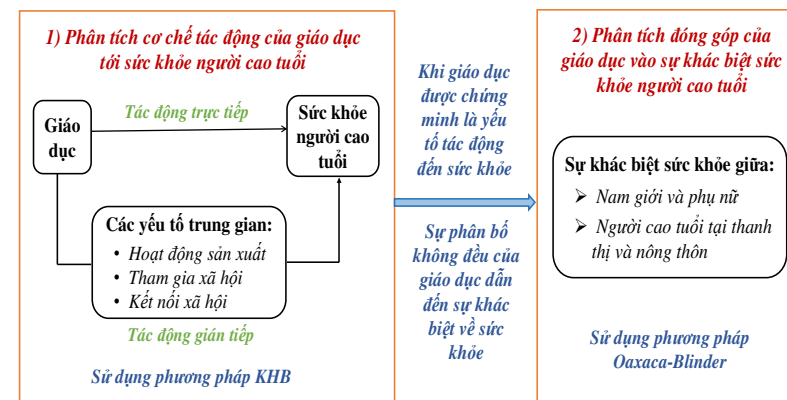 1) Phân tích cơ chế tác động của giáo dục
tới sức khỏe người cao tuổi
Giáo
dục
Tác động trực tiếp
Sức khỏe
người cao
tuổi
Các yếu tố trung gian:
• Hoạt động sản xuất
• Tham gia xã hội
• Kết nối xã hội
Tác động gián tiếp
Sử dụng phương pháp KHB
Khi giáo dục
được chứng
minh là yếu
tố tác động
đến sức khỏe
Sự phân bố
không đều của
giáo dục dẫn
đến sự khác
biệt về sức
khỏe
2) Phân tích đóng góp của
giáo dục vào sự khác biệt sức
khỏe người cao tuổi
Sự khác biệt sức khỏe giữa:
➢ Nam giới và phụ nữ
➢ Người cao tuổi tại thanh
thị và nông thôn
Sử dụng phương pháp
Oaxaca-Blinder